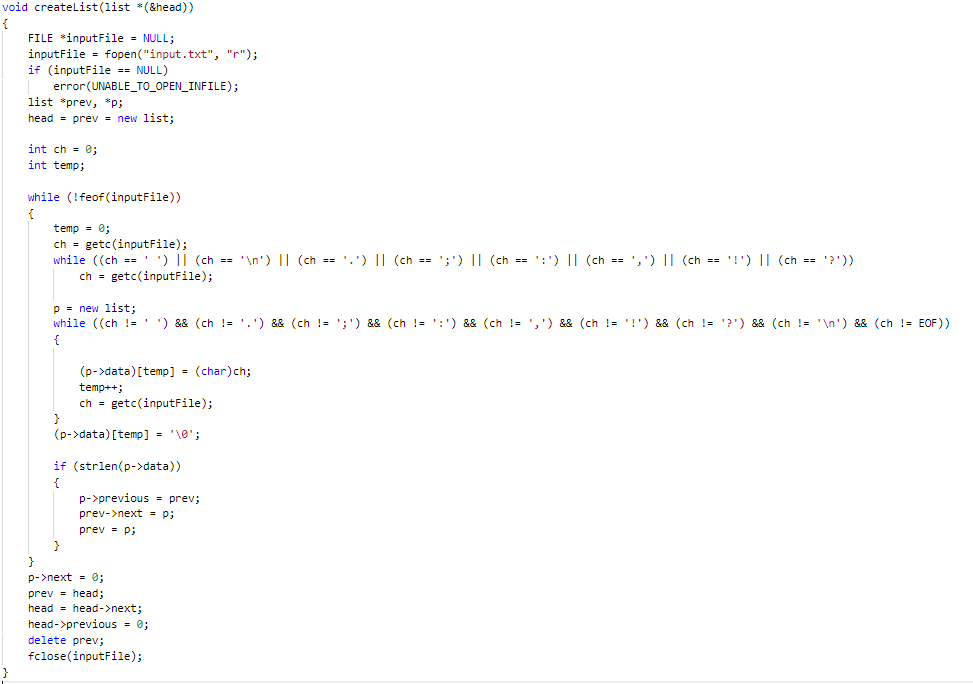 void createList(list *(&head))
{
    FILE *inputFile = NULL;
    inputFile = fopen("input.txt", "r");
    if (inputFile == NULL)
        error(UNABLE_TO_OPEN_INFILE);
    list *prev, *p;
    head = prev = new list;

    int ch = 0;
    int temp;

    while (!feof(inputFile))
    {
        temp = 0;
        ch = getc(inputFile);
        while ((ch == ' ') || (ch == '\n') || (ch == '.') || (ch == ';') || (ch == ':') || (ch == ',') || (ch == '!') || (ch == '?'))
            ch = getc(inputFile);

        p = new list;
        while ((ch != ' ') && (ch != '.') && (ch != ';') && (ch != ':') && (ch != ',') && (ch != '!') && (ch != '?') && (ch != '\n') && (ch != EOF))
        {

            (p->data)[temp] = (char)ch;
            temp++;
            ch = getc(inputFile);
        }
        (p->data)[temp] = '\0';

        if (strlen(p->data))
        {
            p->previous = prev;
            prev->next = p;
            prev = p;
        }
    }
    p->next = 0;
    prev = head;
    head = head->next;
    head->previous = 0;
    delete prev;
    fclose(inputFile);
}